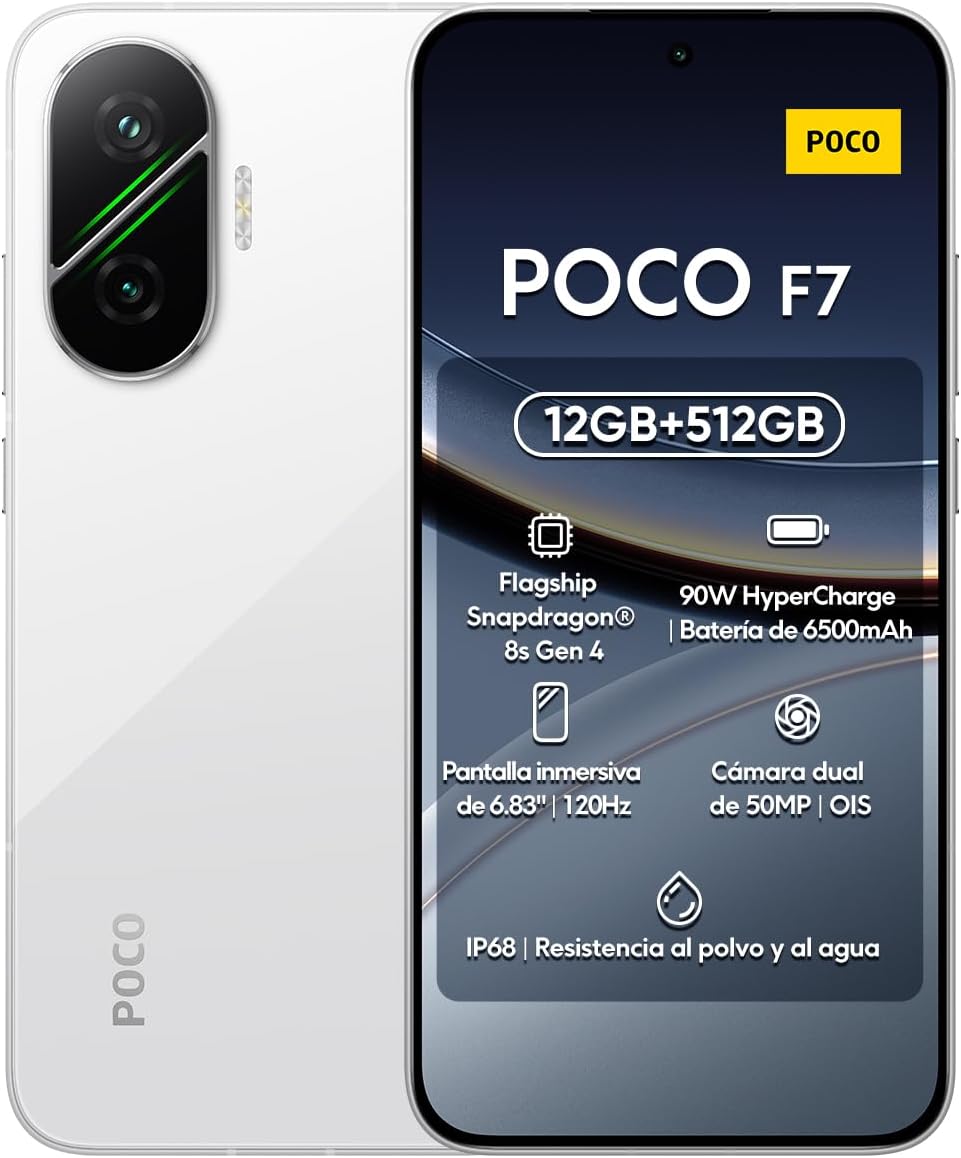 POCO
POCO F7
12GB+512GB
Flagship
Snapdragon®
8s Gen 4
90W HyperCharge
| Batería de 6500mAh
Pantalla inmersiva
de 6.83" | 120Hz
Cámara dual
de 50MP | OIS
IP68 | Resistencia al polvo y al agua
POCO